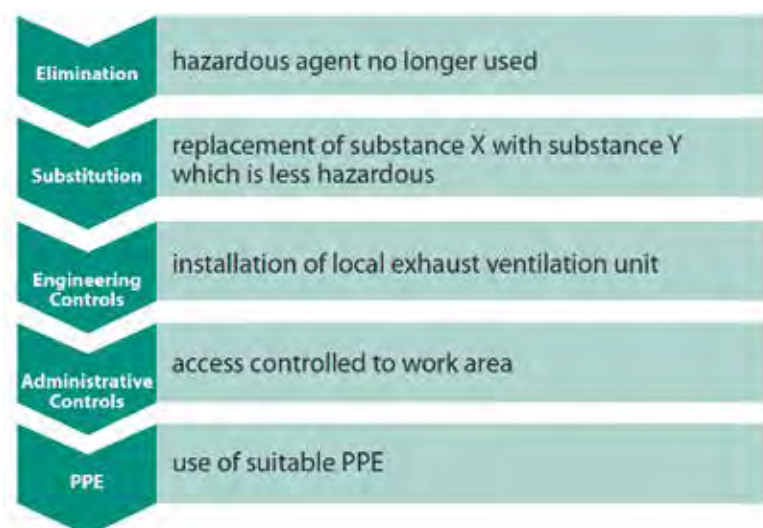 Elimination
hazardous agent no longer used
Substitution
replacement of substance X with substance Y
which is less hazardous
Engineering
Controls
installation of local exhaust ventilation unit
Administrative
Controls
access controlled to work area
PPE
use of suitable PPE